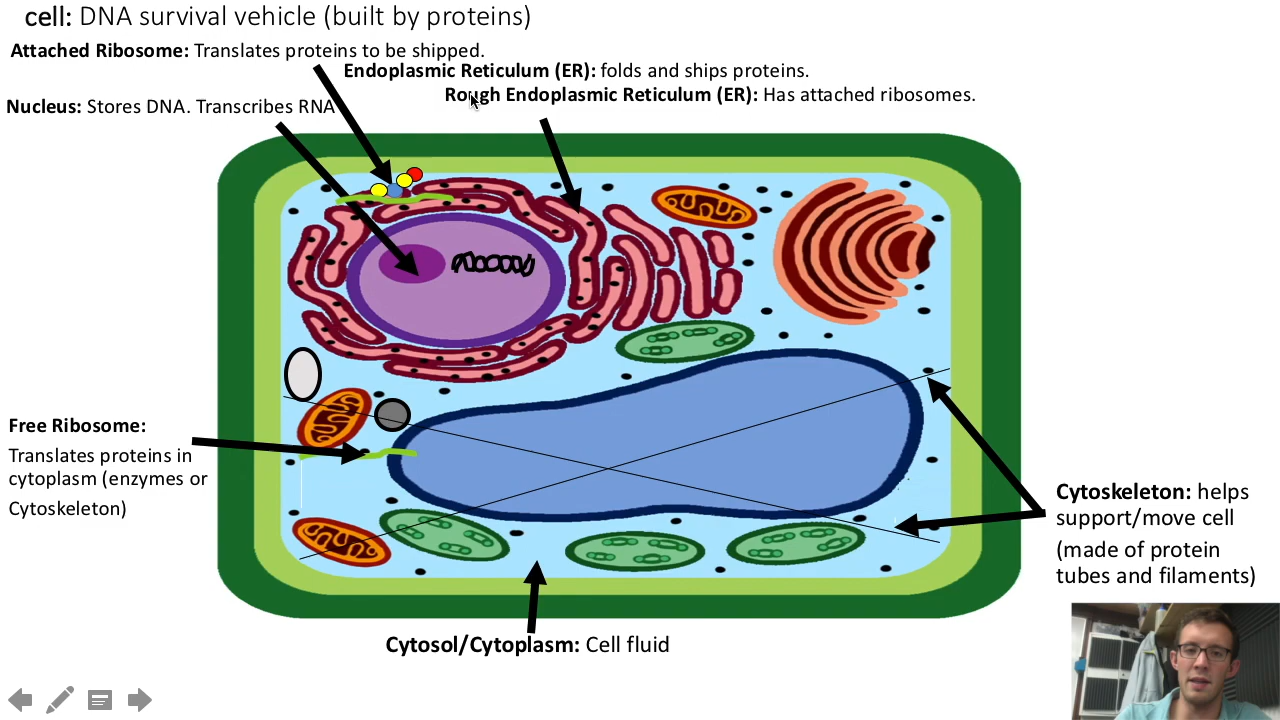 cell: DNA survival vehicle (built by proteins)
Attached Ribosome: Translates proteins to be shipped.
Endoplasmic Reticulum (ER): folds and ships proteins.
Rough Endoplasmic Reticulum (ER): Has attached ribosomes.
Nucleus: Stores DNA. Transcribes RNA
Free Ribosome:
Translates proteins in
cytoplasm (enzymes or
Cytoskeleton)
Cytoskeleton: helps
support/move cell
(made of protein
tubes and filaments)
Cytosol/Cytoplasm: Cell fluid